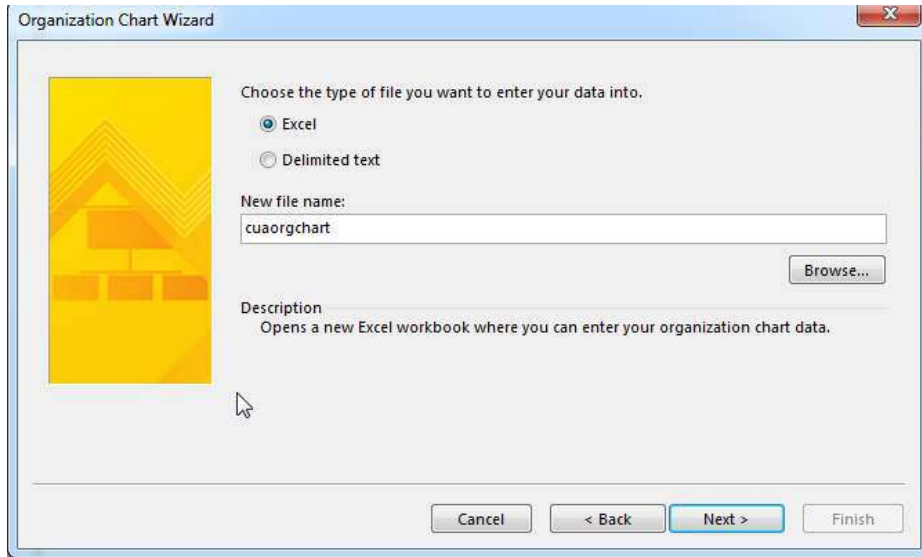 Organization Chart Wizard
Choose the type of file you want to enter your data into.
Excel
Delimited text
New file name:
cuaorgchart
Browse...
Description
Opens a new Excel workbook where you can enter your organization chart data.
Cancel
< Back
Next >
Finish